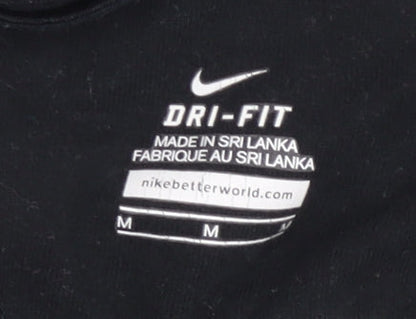 DRI-FIT
MADE IN SRI LANKA
FABRIQUE AU SRI LANKA
nikebetterworld.com
M M M